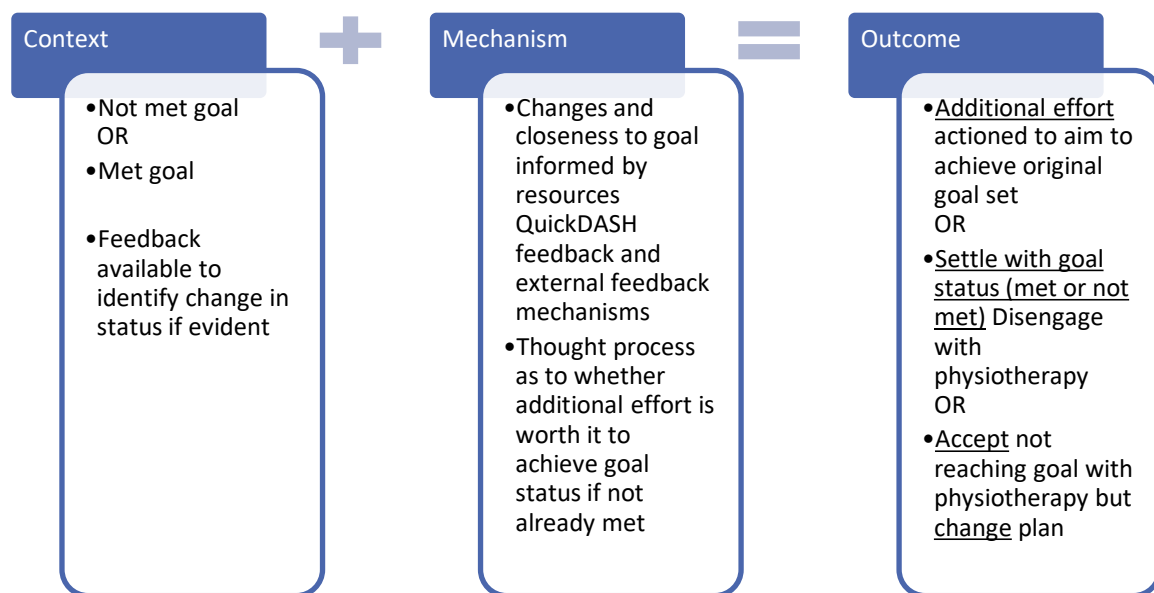 Context
•Not met goal
OR
•Met goal
•Feedback
available to
identify change in
status if evident
+
Mechanism
•Changes and
closeness to goal
informed by
resources
QuickDASH
feedback and
external feedback
mechanisms
•Thought process
as to whether
additional effort is
worth it to
achieve goal
status if not
already met
=
Outcome
•Additional effort
actioned to aim to
achieve original
goal set
OR
•Settle with goal
status (met or not
met) Disengage
with
physiotherapy
OR
•Accept not
reaching goal with
physiotherapy but
change plan